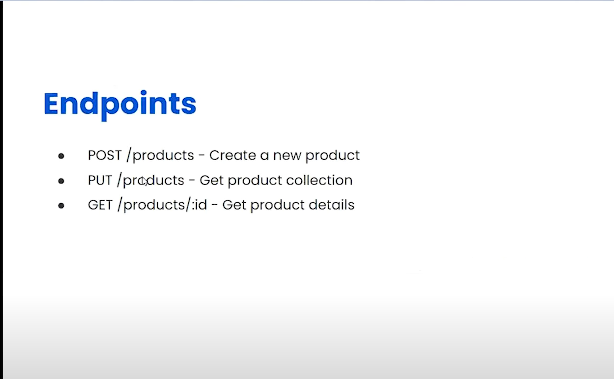 Endpoints
POST /products - Create a new product
PUT /products - Get product collection
GET /products/:id - Get product details